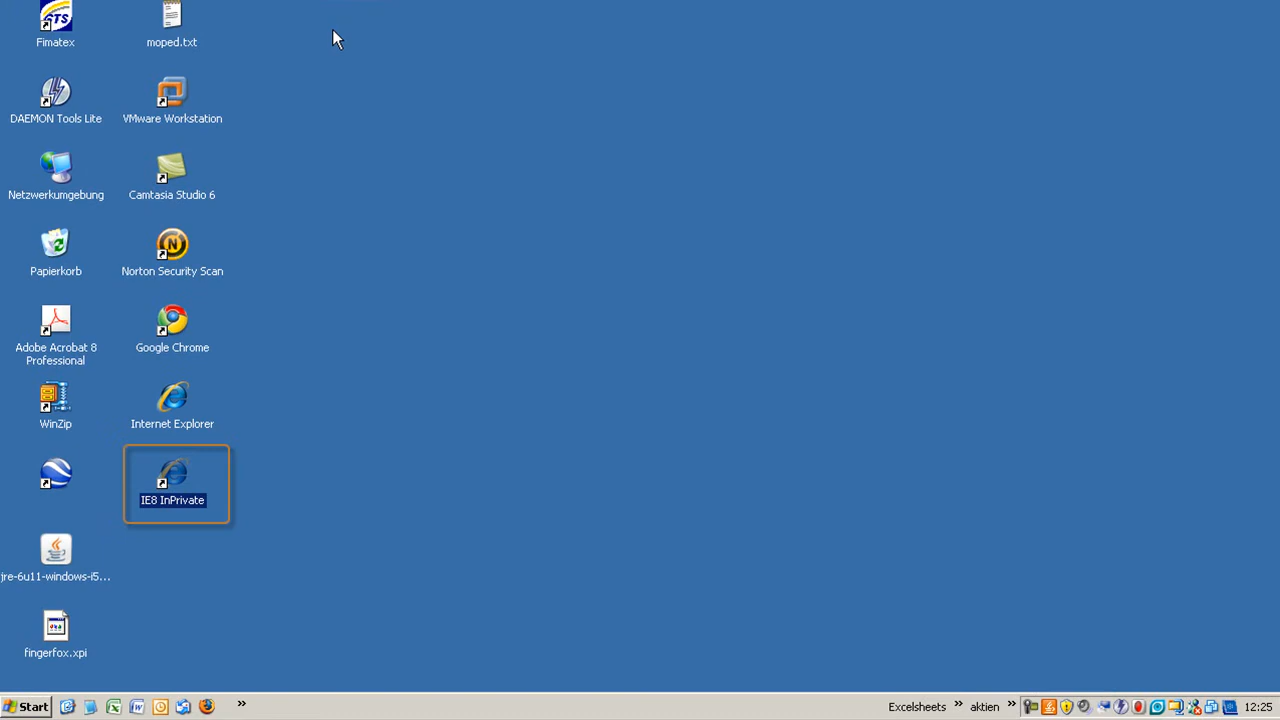 Fimatex
moped.txt
DAEMON Tools Lite
VMware Workstation
Netzwerkumgebung
Camtasia Studio 6
Papierkorb
Norton Security Scan
Adobe Acrobat 8
Professional
Google Chrome
WinZip
Internet Explorer
IE8 InPrivate
jre-6u11-windows-i5...
fingerfox.xpi
Start
»
Excelsheets »
aktien »
12:25